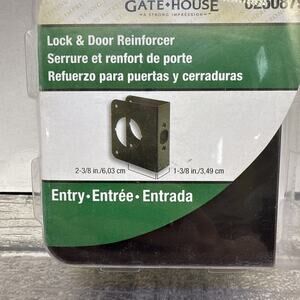 GATE•HOUSE
A STRONG IMPRESSION
Lock & Door Reinforcer
Serrure et renfort de porte
Refuerzo para puertas y cerraduras
2-3/8 in./6,03 cm
1-3/8 in./3,49 cm
Entry•Entrée•Entrada